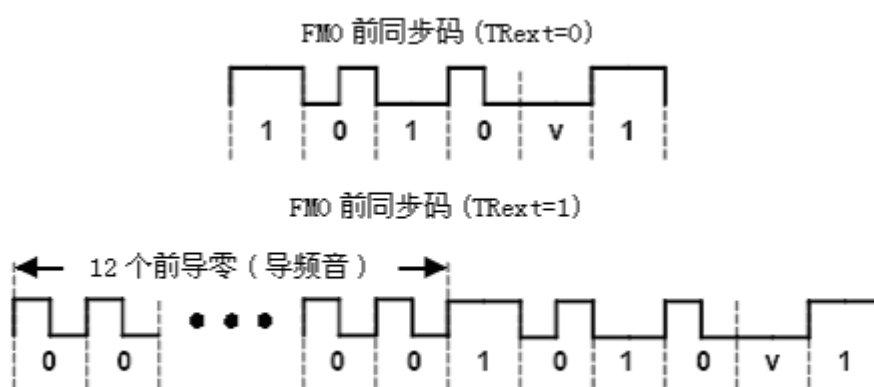 FM0 前同步码 (TRext=0)
1 0 1 0 v 1
FM0 前同步码 (TRext=1)
12 个前导零 ( 导频音 )
0 0 0 0 1 0 1 0 v 1